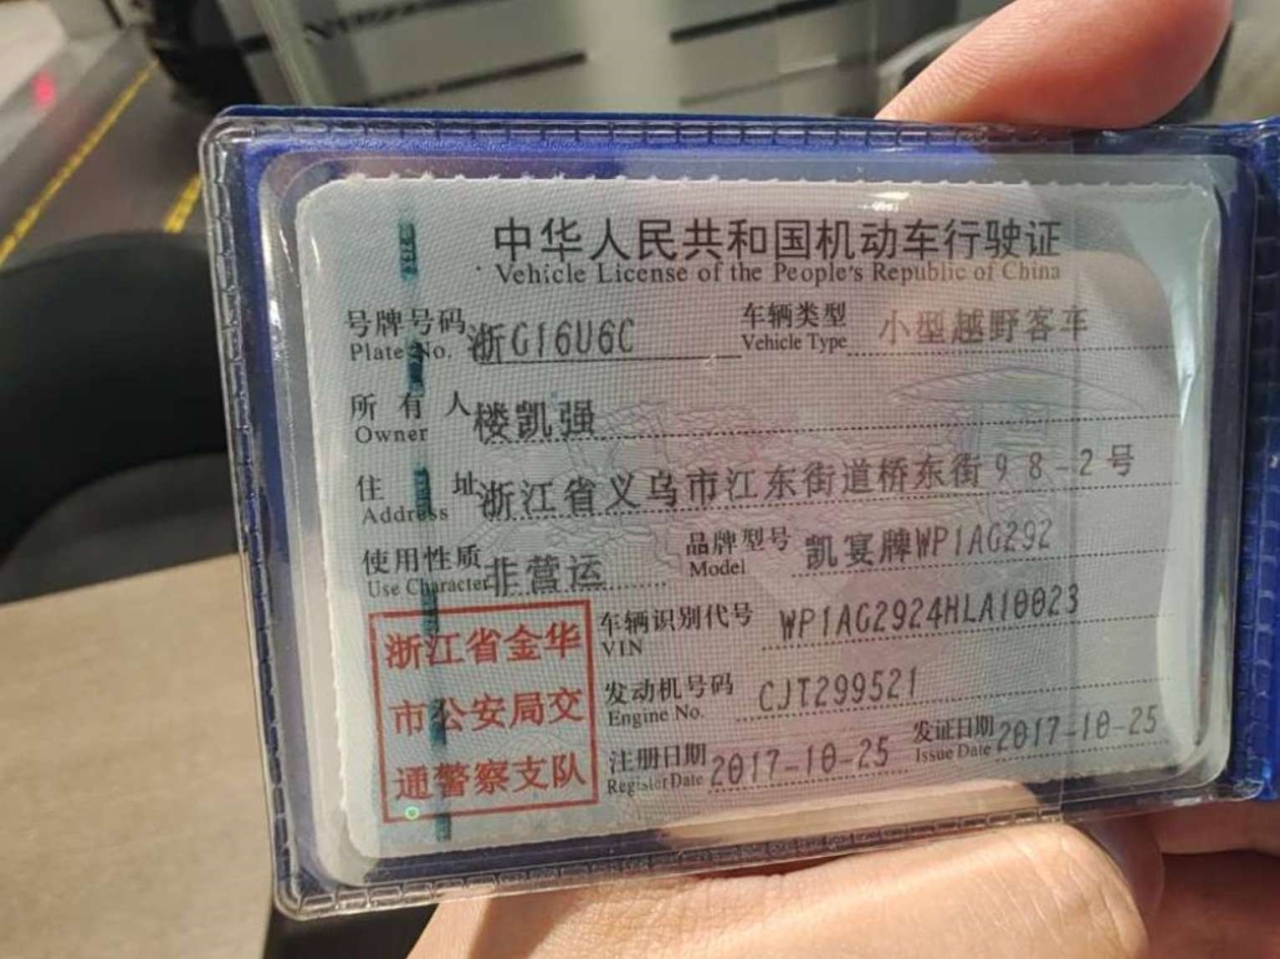 中华人民共和国机动车行驶证
Vehicle License of the People's Republic of China
号牌号码 浙G16U6C 车辆类型 小型越野客车
Plate No. Vehicle Type
所有人 楼凯强
Owner
住址 浙江省义乌市江东街道桥东街98-2号
Address
使用性质 非营运 品牌型号 凯宴牌WP1AG292
Use Character Model
车辆识别代号 WP1AG2924HLA10023
VIN
发动机号码 CJT299521
Engine No.
注册日期 2017-10-25 发证日期 2017-10-25
Register Date Issue Date
浙江省金华
市公安局交
通警察支队